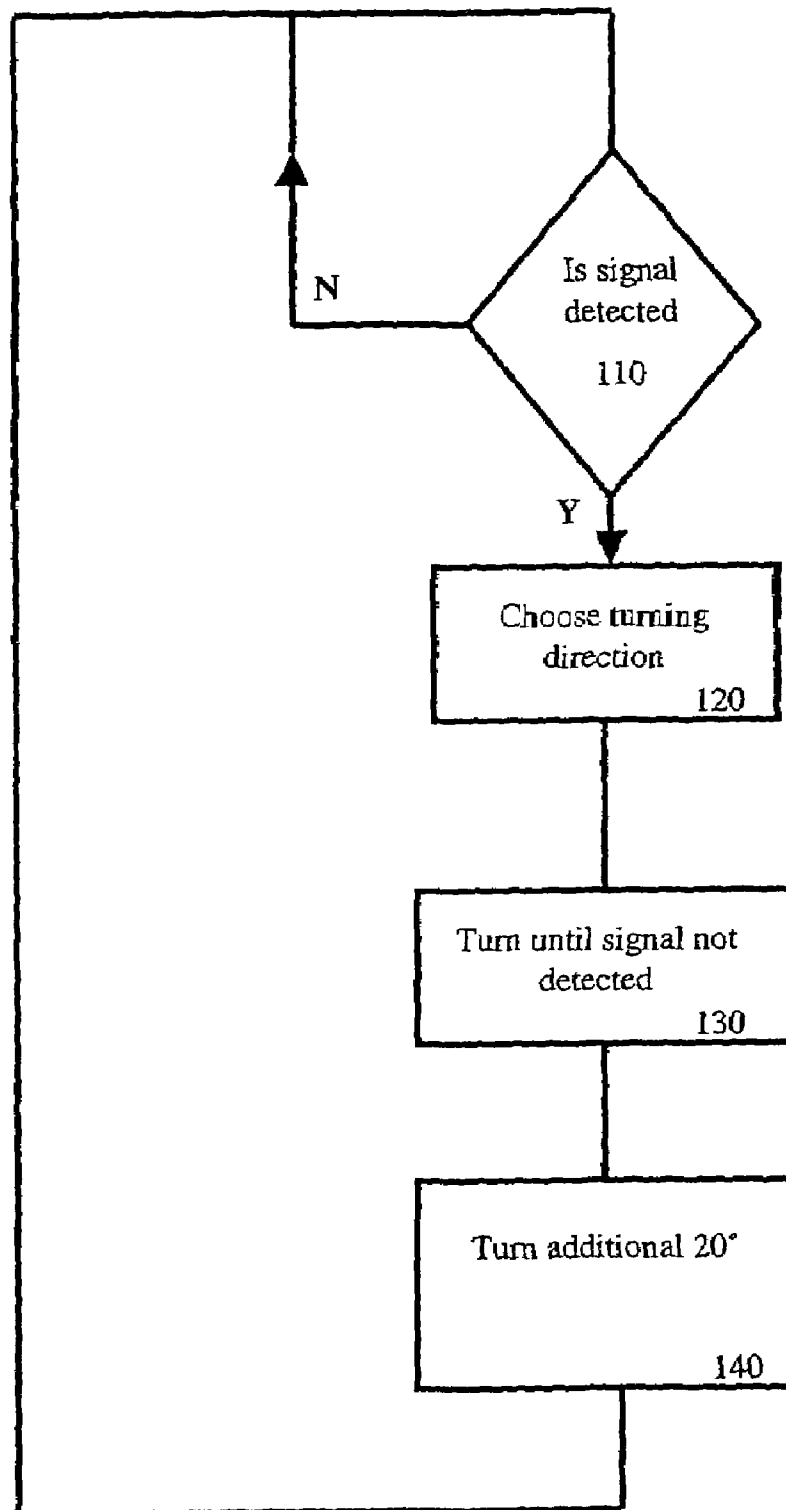 Is signal
detected
110
N
Y
Choose turning
direction
120
Turn until signal not
detected
130
Turn additional 20°
140